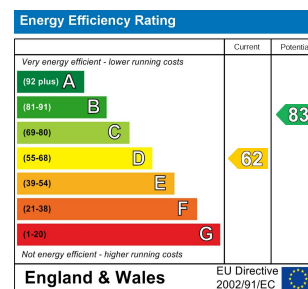 Energy Efficiency Rating
Current Potentia
Very energy efficient - lower running costs
(92 plus) A
(81-91) B
83
(69-80) C
(55-68) D
62
(39-54) E
(21-38) F
(1-20) G
Not energy efficient - higher running costs
England & Wales
EU Directive
2002/91/EC